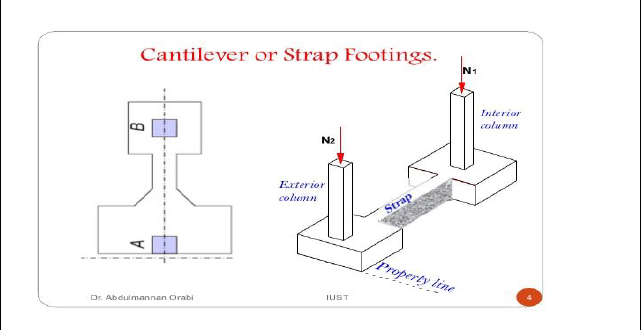 Cantilever or Strap Footings.
N1
Interior
column
N2
B
Exterior
column
Strap
A
Property line
Dr. Abdulmannan Orabi
IUST
4